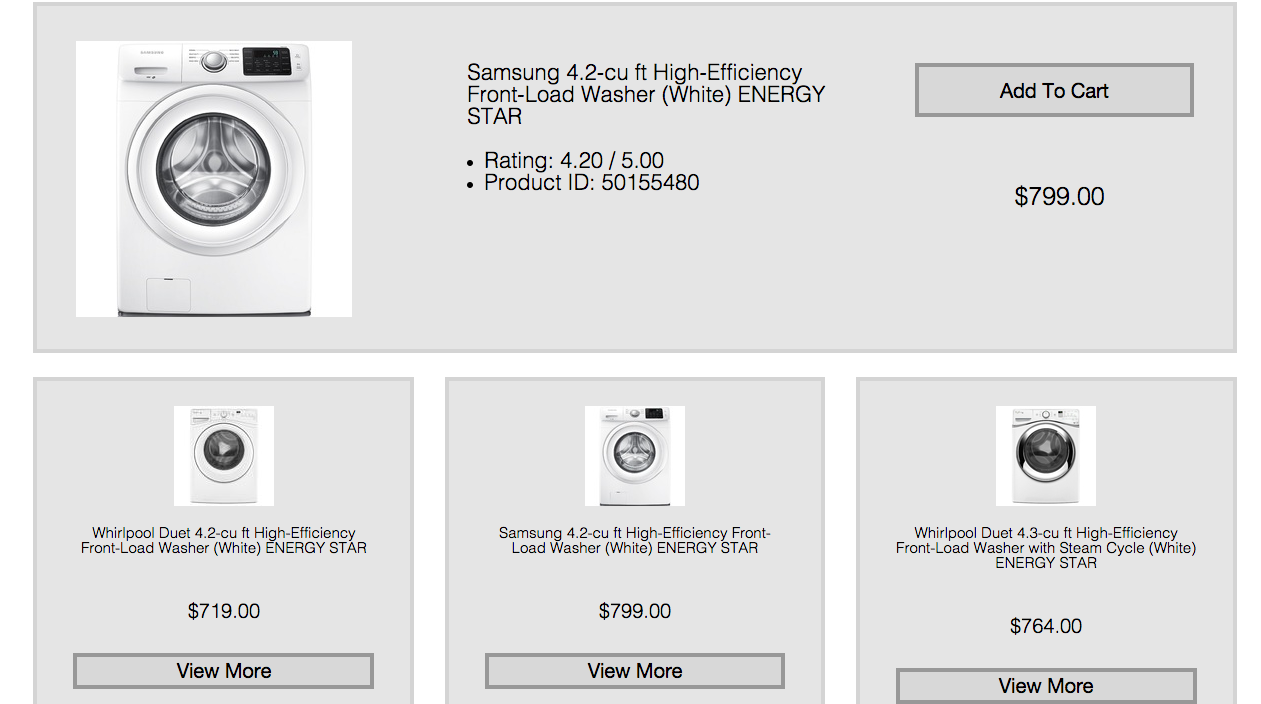 SAMSUNG
Samsung 4.2-cu ft High-Efficiency
Front-Load Washer (White) ENERGY
STAR
• Rating: 4.20 / 5.00
• Product ID: 50155480
Add To Cart
$799.00
Whirlpool Duet 4.2-cu ft High-Efficiency
Front-Load Washer (White) ENERGY STAR
$719.00
View More
Samsung 4.2-cu ft High-Efficiency Front-
Load Washer (White) ENERGY STAR
$799.00
View More
Whirlpool Duet 4.3-cu ft High-Efficiency
Front-Load Washer with Steam Cycle (White)
ENERGY STAR
$764.00
View More